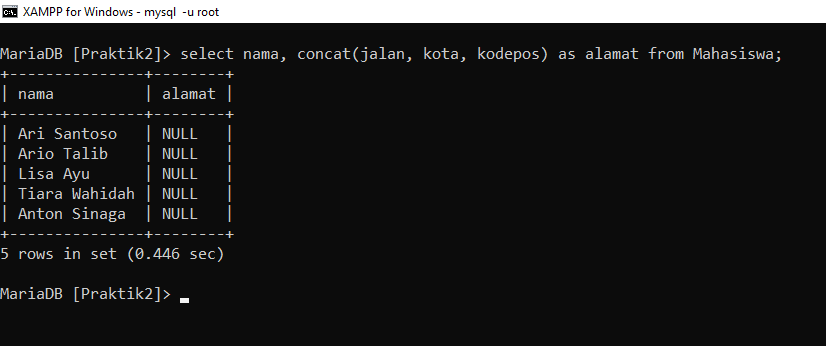 XAMPP for Windows - mysql  -u root
MariaDB [Praktik2]> select nama, concat(jalan, kota, kodepos) as alamat from Mahasiswa;
+---------------+--------+
| nama          | alamat |
+---------------+--------+
| Ari Santoso   | NULL   |
| Ario Talib    | NULL   |
| Lisa Ayu      | NULL   |
| Tiara Wahidah | NULL   |
| Anton Sinaga  | NULL   |
+---------------+--------+
5 rows in set (0.446 sec)
MariaDB [Praktik2]>